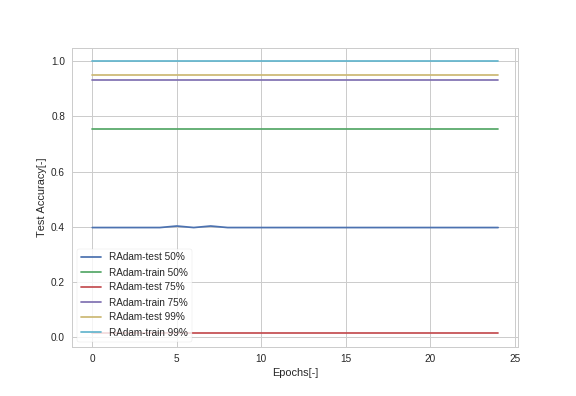 1.0
0.8
0.6
0.4
0.2
0.0
Test Accuracy[-]
RAdam-test 50%
RAdam-train 50%
RAdam-test 75%
RAdam-train 75%
RAdam-test 99%
RAdam-train 99%
0 5 10 15 20 25
Epochs[-]